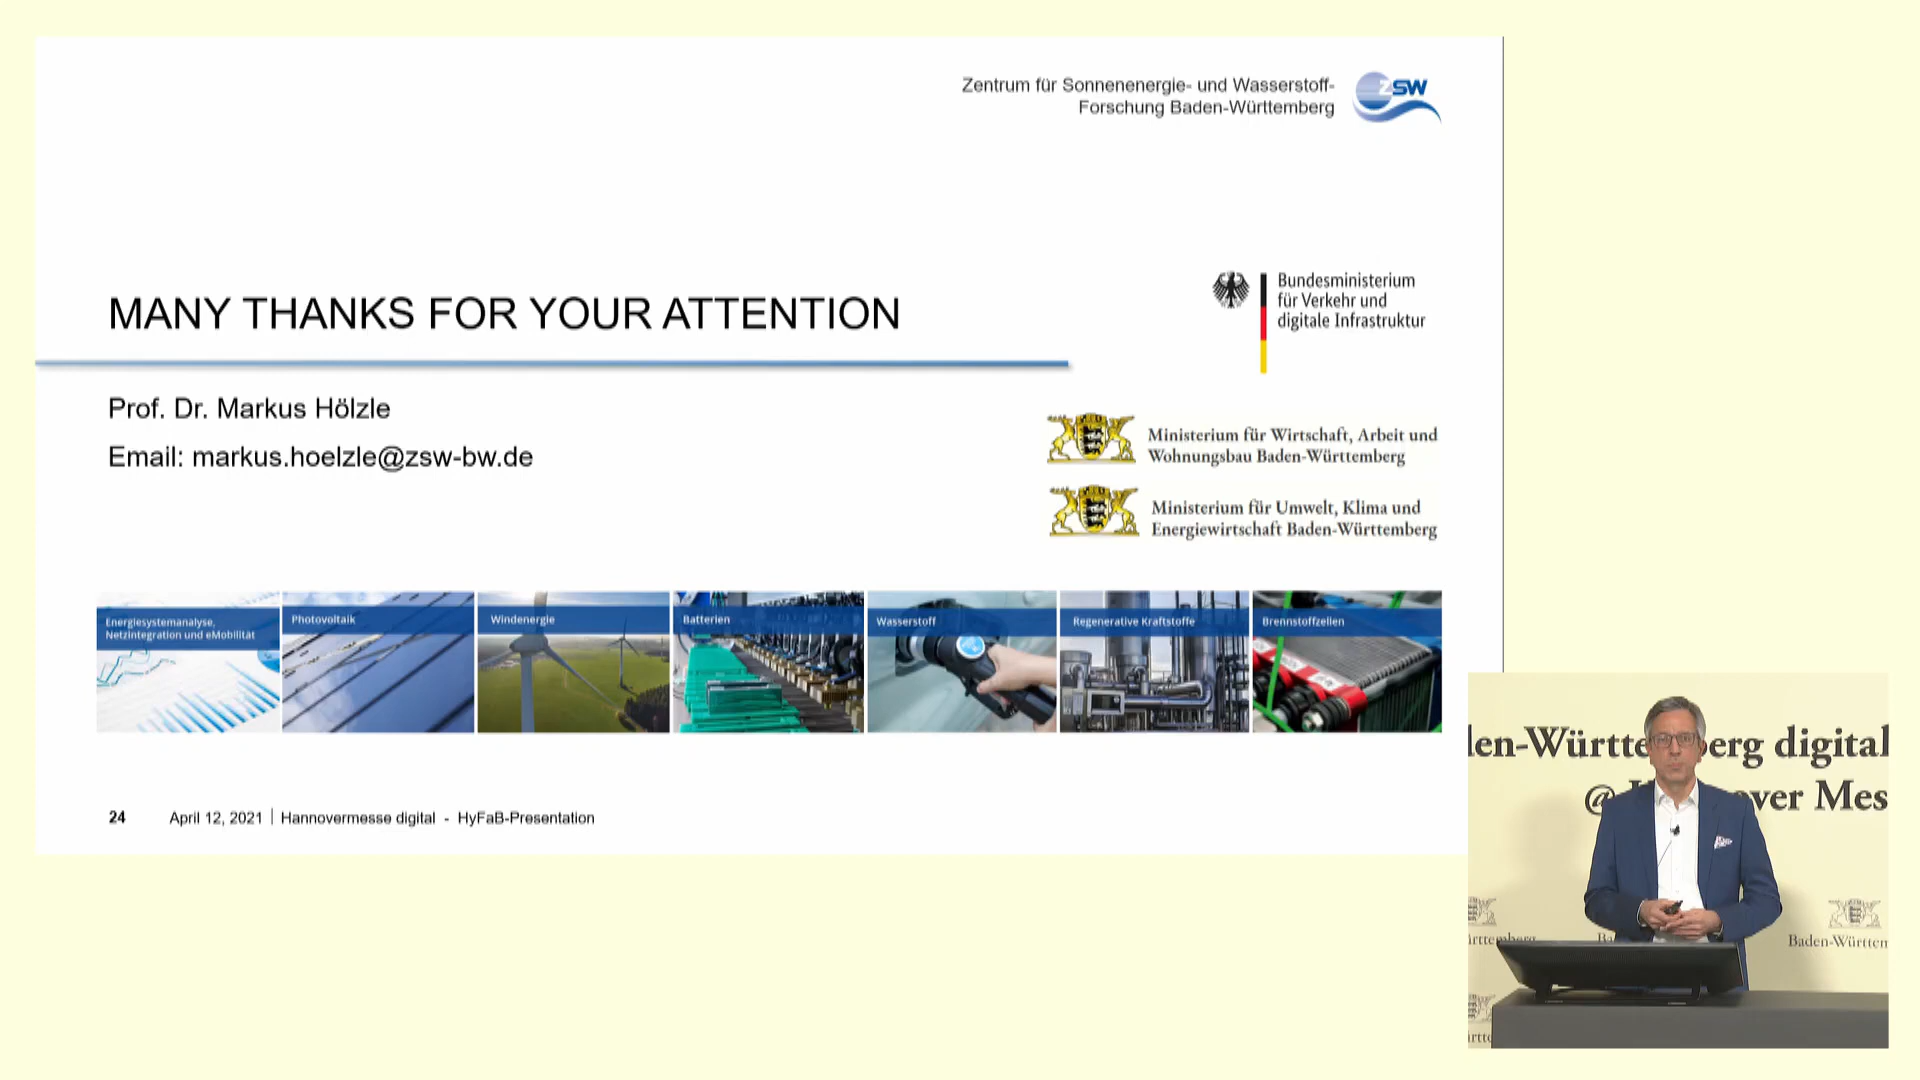 Zentrum für Sonnenenergie- und Wasserstoff-
Forschung Baden-Württemberg
ZSW
MANY THANKS FOR YOUR ATTENTION
Bundesministerium
für Verkehr und
digitale Infrastruktur
Prof. Dr. Markus Hölzle
Email: markus.hoelzle@zsw-bw.de
Ministerium für Wirtschaft, Arbeit und
Wohnungsbau Baden-Württemberg
Ministerium für Umwelt, Klima und
Energiewirtschaft Baden-Württemberg
Energiesystemanalyse,
Netzintegration und eMobilität
Photovoltaik
Windenergie
Batterien
Wasserstoff
Regenerative Kraftstoffe
Brennstoffzellen
24 April 12, 2021 | Hannovermesse digital - HyFaB-Presentation
digital
@
Mes
Baden-Württem